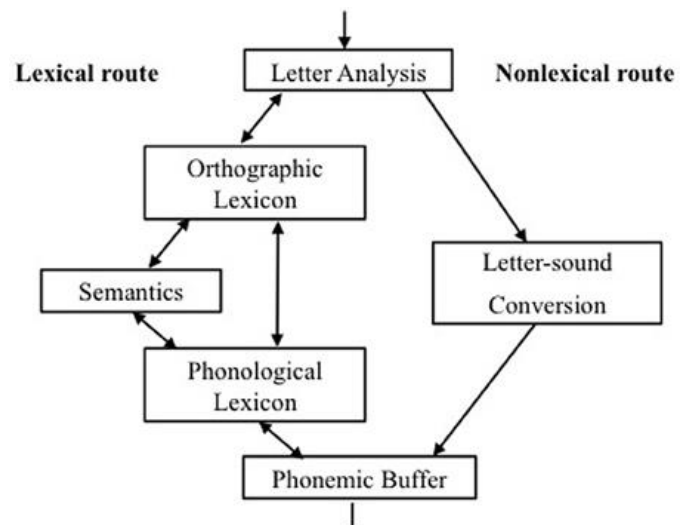 Letter Analysis
Lexical route
Nonlexical route
Orthographic
Lexicon
Semantics
Letter-sound
Conversion
Phonological
Lexicon
Phonemic Buffer